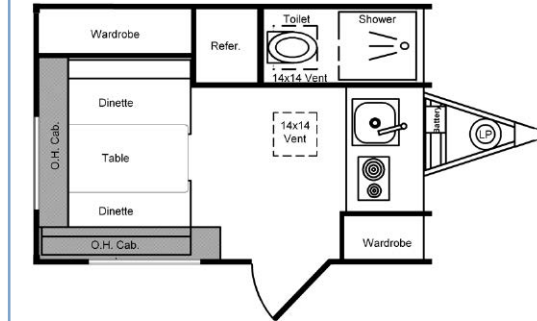 Wardrobe
Refer.
Toilet
Shower
14x14 Vent
Dinette
O.H. Cab.
Table
14x14
Vent
Battery
LP
Dinette
O.H. Cab.
Wardrobe